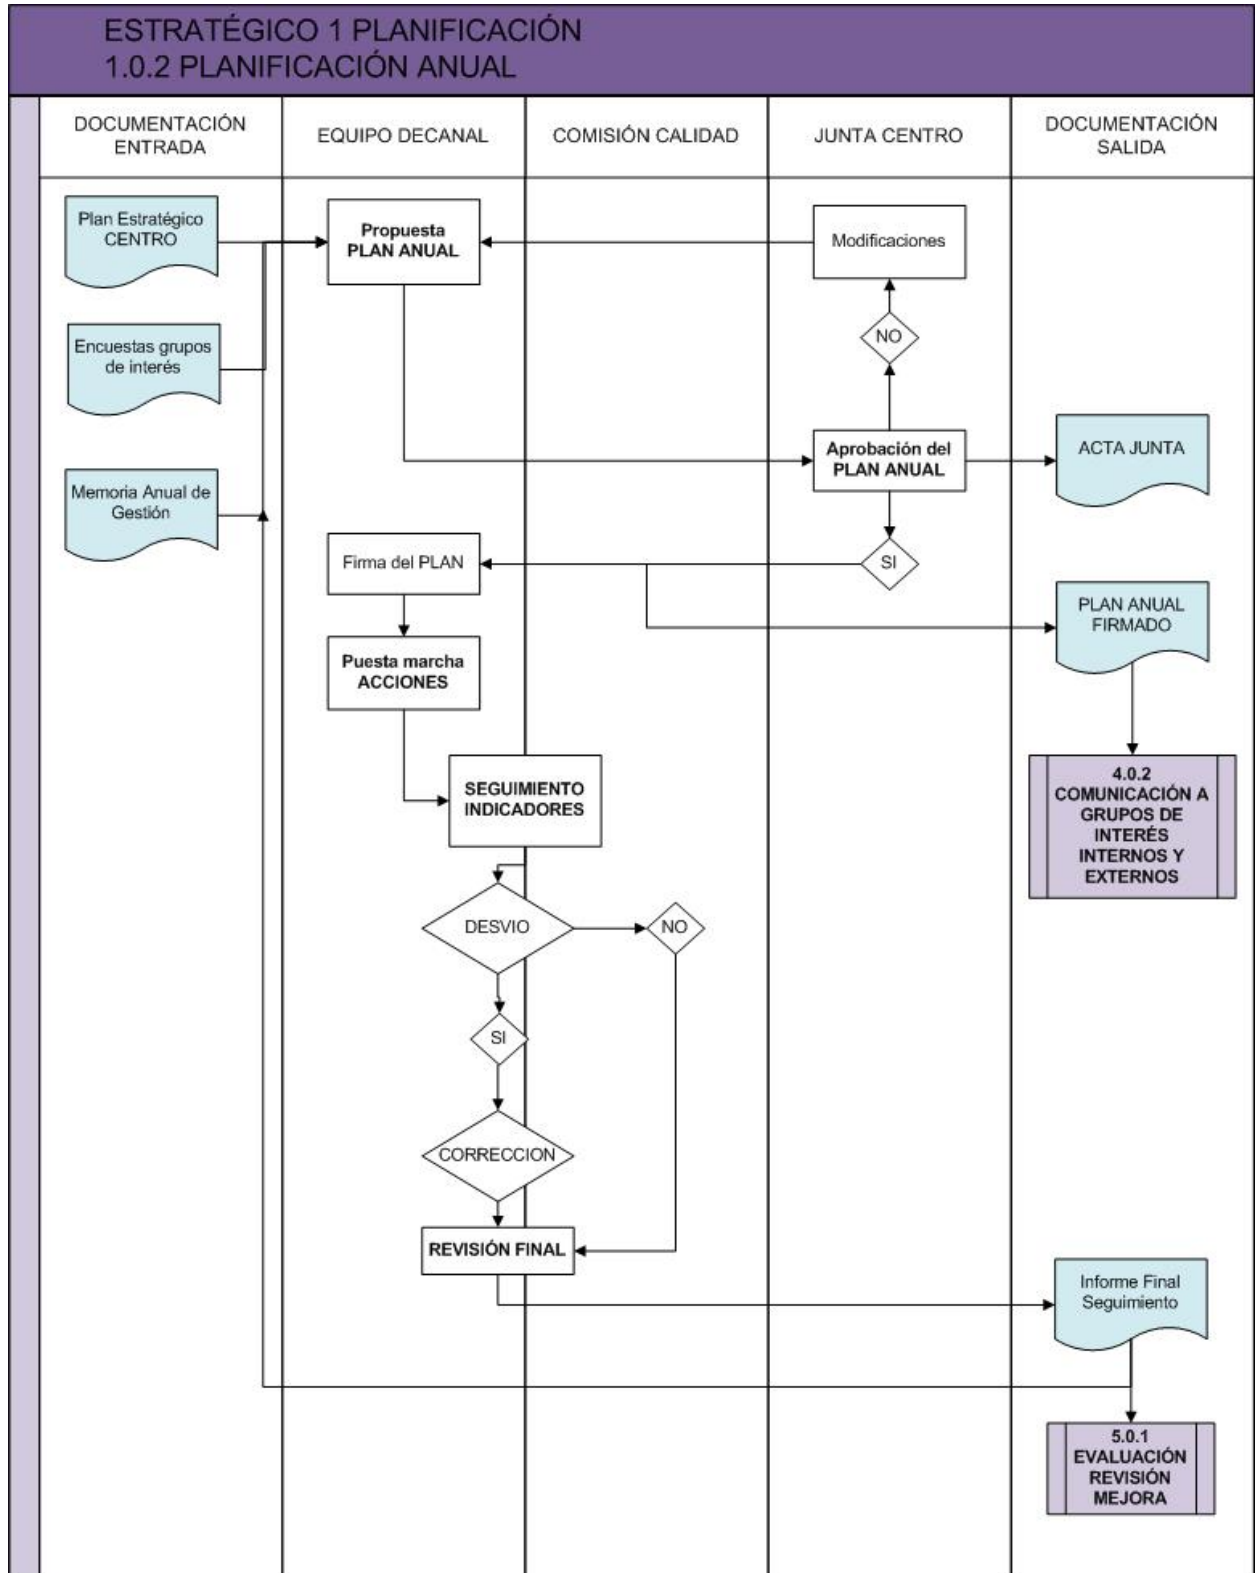 ESTRATÉGICO 1 PLANIFICACIÓN
1.0.2 PLANIFICACIÓN ANUAL
DOCUMENTACIÓN
ENTRADA
EQUIPO DECANAL
COMISIÓN CALIDAD
JUNTA CENTRO
DOCUMENTACIÓN
SALIDA
Plan Estratégico
CENTRO
Propuesta
PLAN ANUAL
Modificaciones
Encuestas grupos
de interés
NO
Aprobación del
PLAN ANUAL
ACTA JUNTA
Memoria Anual de
Gestión
Firma del PLAN
SI
PLAN ANUAL
FIRMADO
Puesta marcha
ACCIONES
SEGUIMIENTO
INDICADORES
4.0.2
COMUNICACIÓN A
GRUPOS DE
INTERÉS
INTERNOS Y
EXTERNOS
DESVIO
NO
SI
CORRECCION
REVISIÓN FINAL
Informe Final
Seguimiento
5.0.1
EVALUACIÓN
REVISIÓN
MEJORA